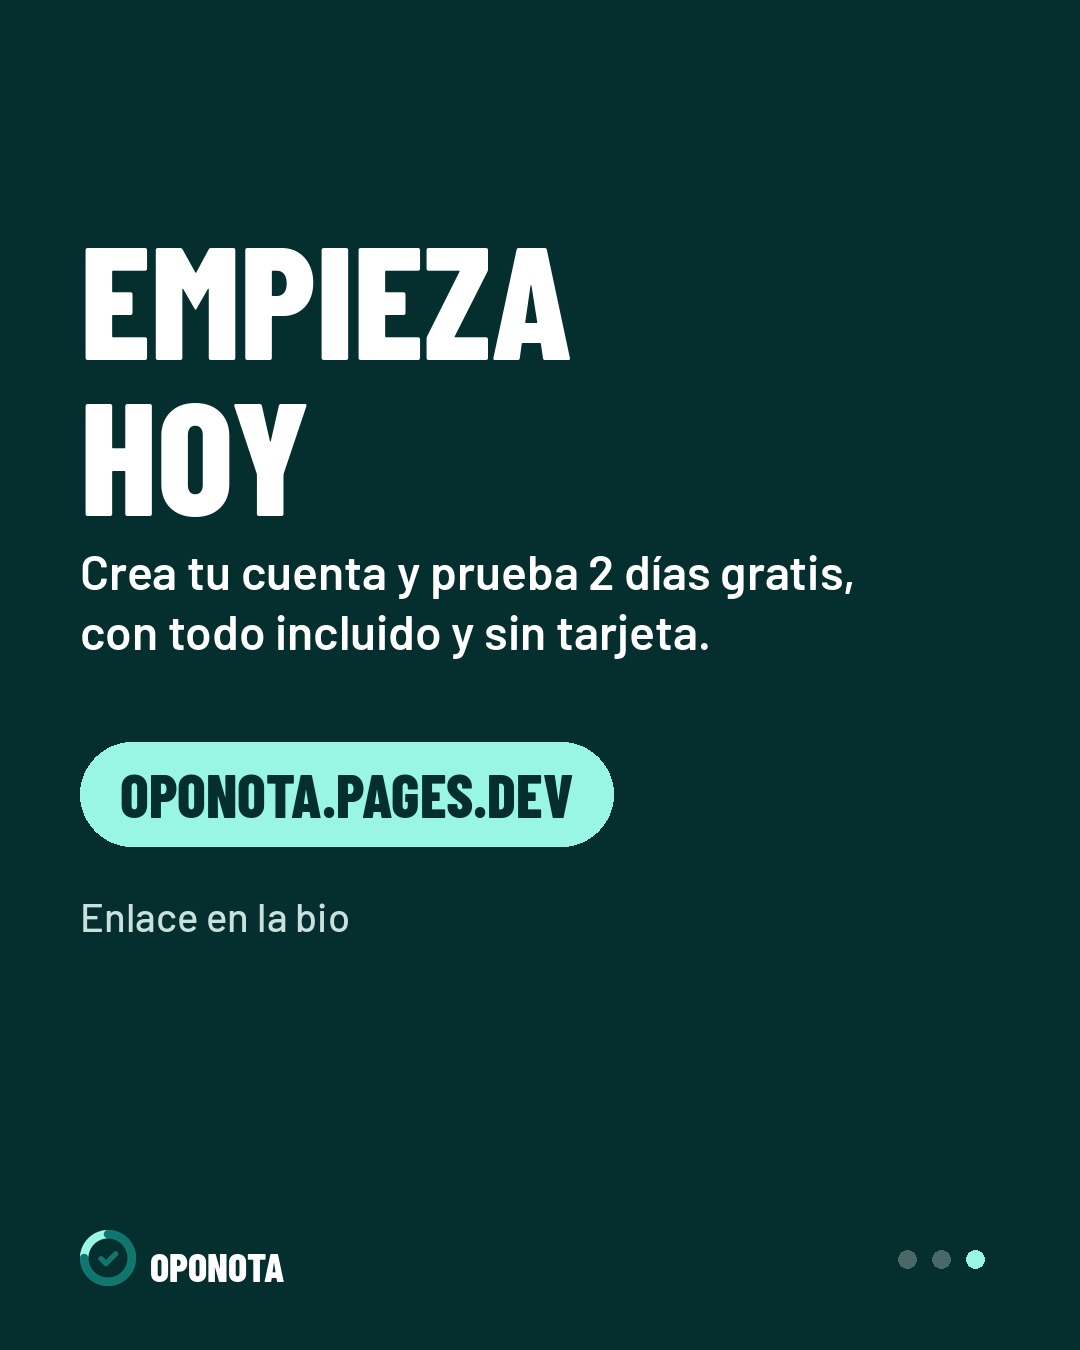 EMPIEZA
HOY
Crea tu cuenta y prueba 2 días gratis,
con todo incluido y sin tarjeta.
OPONOTA.PAGES.DEV
Enlace en la bio
OPONOTA